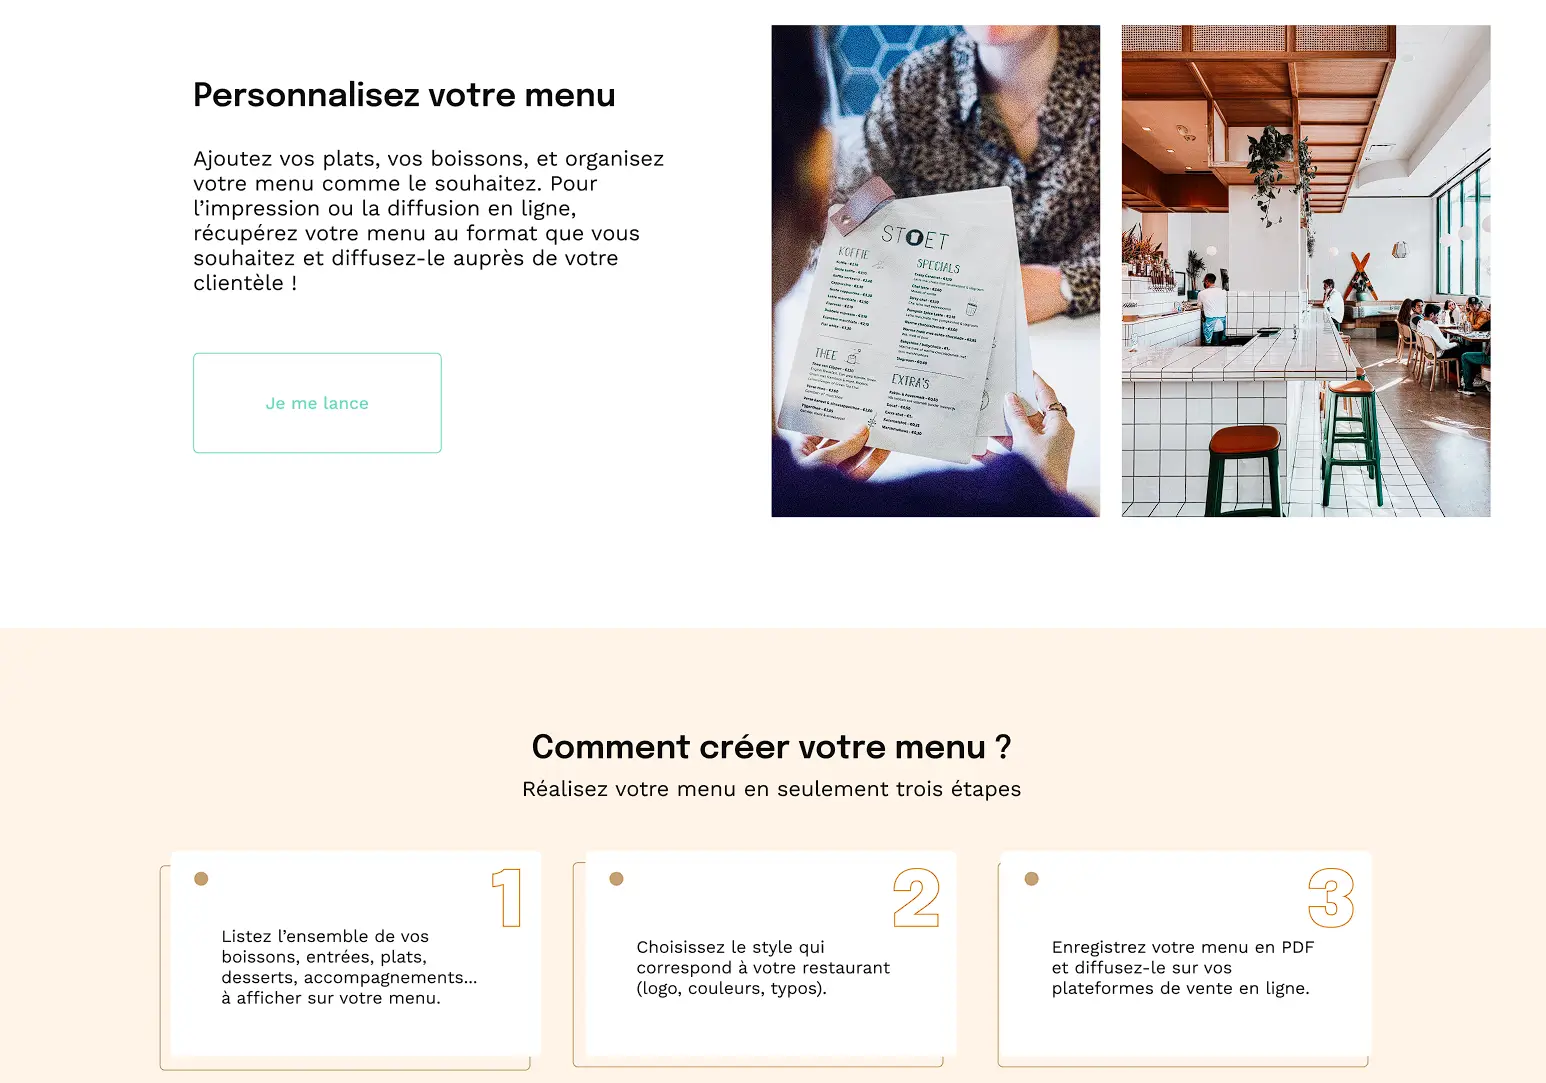 Personnalisez votre menu
Ajoutez vos plats, vos boissons, et organisez
votre menu comme le souhaitez. Pour
l’impression ou la diffusion en ligne,
récupérez votre menu au format que vous
souhaitez et diffusez-le auprès de votre
clientèle !
Je me lance
STOET
KOFFIE
THEE
SPECIALS
EXTRA'S
Comment créer votre menu ?
Réalisez votre menu en seulement trois étapes
1
Listez l’ensemble de vos
boissons, entrées, plats,
desserts, accompagnements...
à afficher sur votre menu.
2
Choisissez le style qui
correspond à votre restaurant
(logo, couleurs, typos).
3
Enregistrez votre menu en PDF
et diffusez-le sur vos
plateformes de vente en ligne.